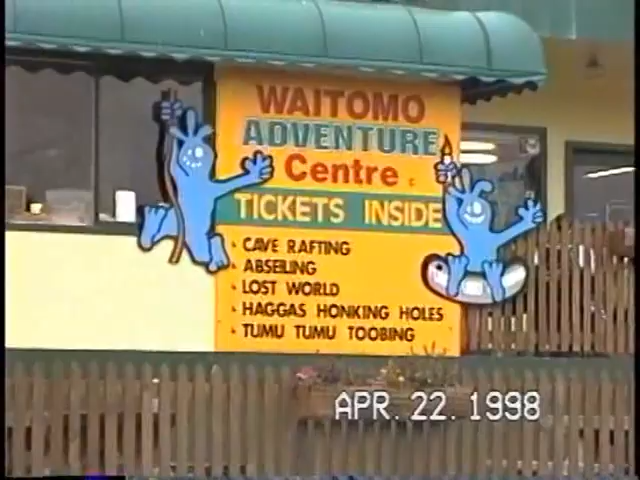 WAITOMO
ADVENTURE
Centre
TICKETS INSIDE
CAVE RAFTING
ABSEILING
LOST WORLD
HAGGAS HONKING HOLES
TUMU TUMU TOOBING
APR. 22. 1998